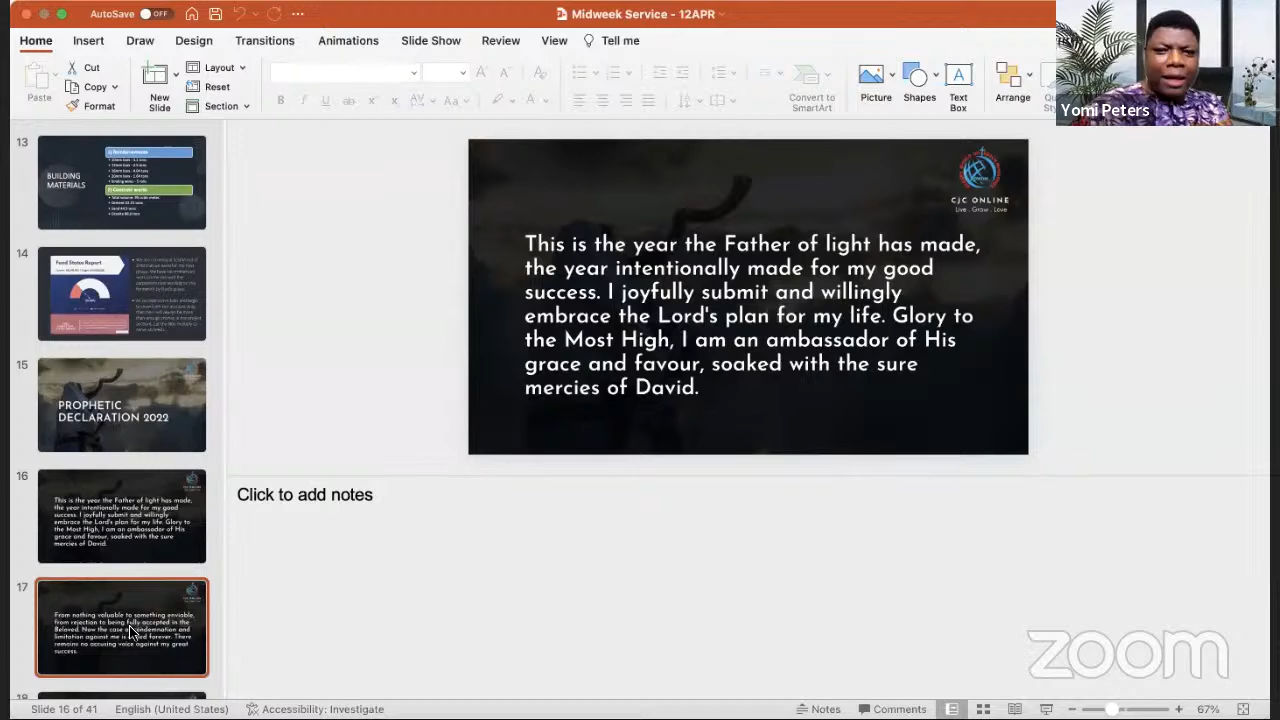 AutoSave OFF
Midweek Service - 12APR
Home Insert Draw Design Transitions Animations Slide Show Review View Tell me
Paste
Cut
Copy
Format
New
Slide
Layout
Reset
Section
Convert to
SmartArt
Picture
Shapes
Text
Box
Arrange
Yomi Peters
13
BUILDING
MATERIALS
14
Fund Status Report
15
PROPHETIC
DECLARATION 2022
16
This is the year the Father of light has made,
the year intentionally made for my good
success. I joyfully submit and willingly
embrace the Lord's plan for my life. Glory to
the Most High, I am an ambassador of His
grace and favour, soaked with the sure
mercies of David.
17
From nothing valuable to something enviable,
from rejection to being fully accepted in the
Beloved. Now the case of condemnation and
limitation against me is forever. There
remains no accusing voice against my great
success.
18
CJC ONLINE
Live . Grow . Love
This is the year the Father of light has made,
the year intentionally made for my good
success. I joyfully submit and willingly
embrace the Lord's plan for my life. Glory to
the Most High, I am an ambassador of His
grace and favour, soaked with the sure
mercies of David.
Click to add notes
zoom
Slide 16 of 41 English (United States) Accessibility: Investigate Notes Comments 67%